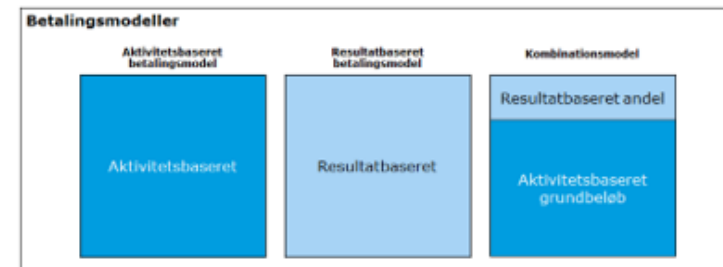 Betalingsmodeller
Aktivitetsbaseret
betalingsmodel
Resultatbaseret
betalingsmodel
Kombinationsmodel
Aktivitetsbaseret
Resultatbaseret
Resultatbaseret andel
Aktivitetsbaseret
grundbeløb